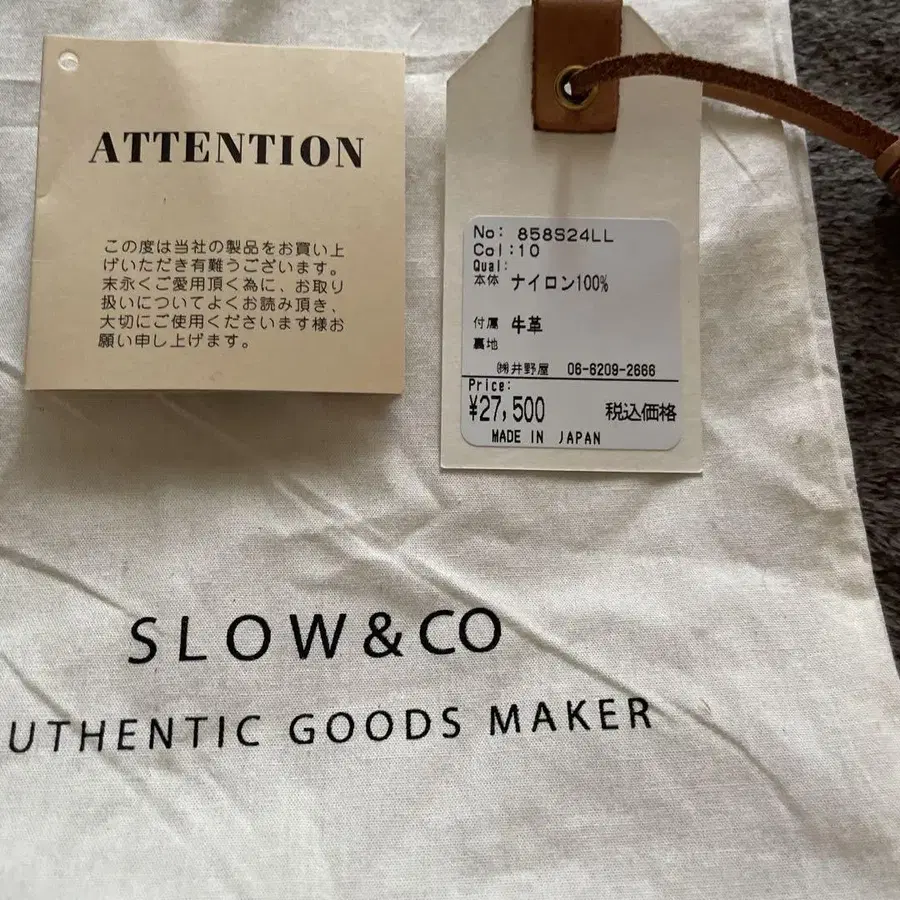 ATTENTION
この度は当社の製品をお買い上
げいただき有難うございます。
末永くご愛用頂く為に、お取り
扱いについてよくお読み頂き、
大切にご使用くださいます様お
願い申し上げます。
No: 858S24LL
Col:10
Qual:
本体 ナイロン100%
付属 牛革
裏地
㈱井野屋 06-6209-2666
Price:
¥27,500 税込価格
MADE IN JAPAN
SLOW&CO
UTHENTIC GOODS MAKER